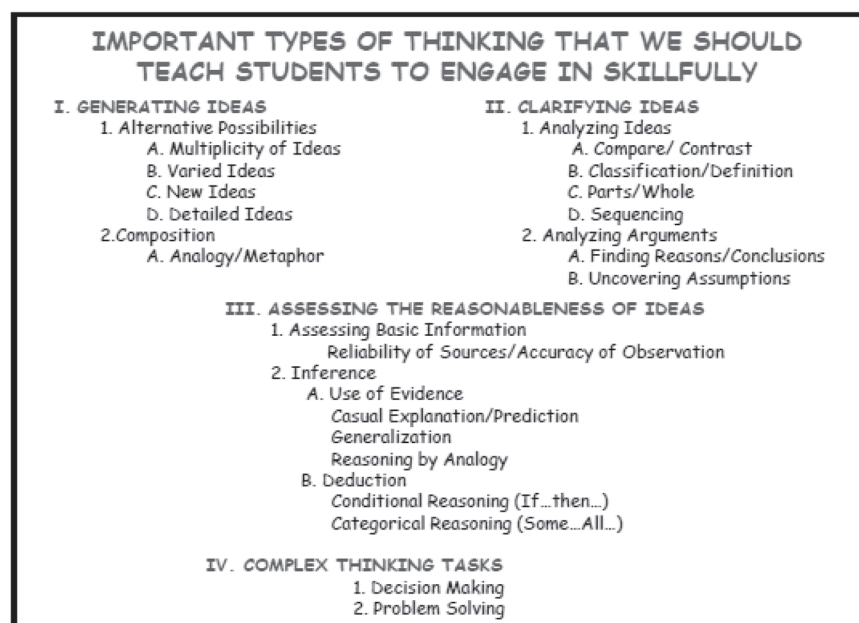 IMPORTANT TYPES OF THINKING THAT WE SHOULD
TEACH STUDENTS TO ENGAGE IN SKILLFULLY
I. GENERATING IDEAS
1. Alternative Possibilities
A. Multiplicity of Ideas
B. Varied Ideas
C. New Ideas
D. Detailed Ideas
2.Composition
A. Analogy/Metaphor
II. CLARIFYING IDEAS
1. Analyzing Ideas
A. Compare/ Contrast
B. Classification/Definition
C. Parts/Whole
D. Sequencing
2. Analyzing Arguments
A. Finding Reasons/Conclusions
B. Uncovering Assumptions
III. ASSESSING THE REASONABLENESS OF IDEAS
1. Assessing Basic Information
Reliability of Sources/Accuracy of Observation
2. Inference
A. Use of Evidence
Casual Explanation/Prediction
Generalization
Reasoning by Analogy
B. Deduction
Conditional Reasoning (If...then...)
Categorical Reasoning (Some...All...)
IV. COMPLEX THINKING TASKS
1. Decision Making
2. Problem Solving